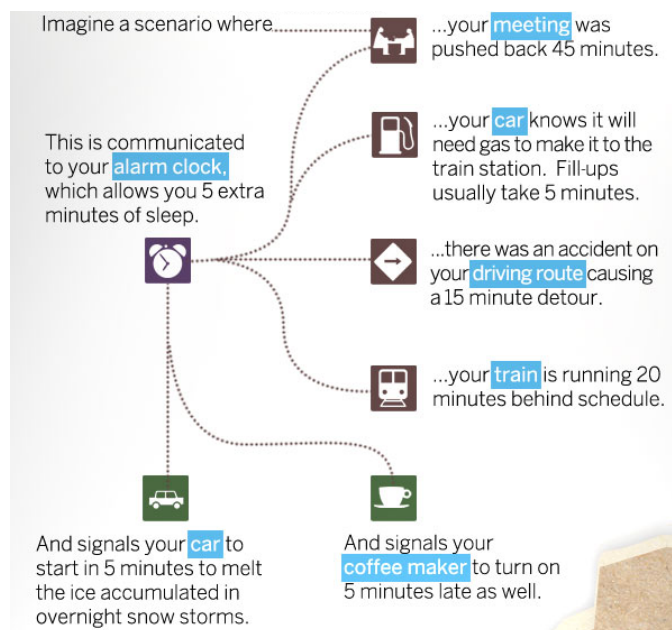 Imagine a scenario where
...your meeting was
pushed back 45 minutes.
...your car knows it will
need gas to make it to the
train station. Fill-ups
usually take 5 minutes.
This is communicated
to your alarm clock,
which allows you 5 extra
minutes of sleep.
...there was an accident on
your driving route causing
a 15 minute detour.
...your train is running 20
minutes behind schedule.
And signals your car to
start in 5 minutes to melt
the ice accumulated in
overnight snow storms.
And signals your
coffee maker to turn on
5 minutes late as well.